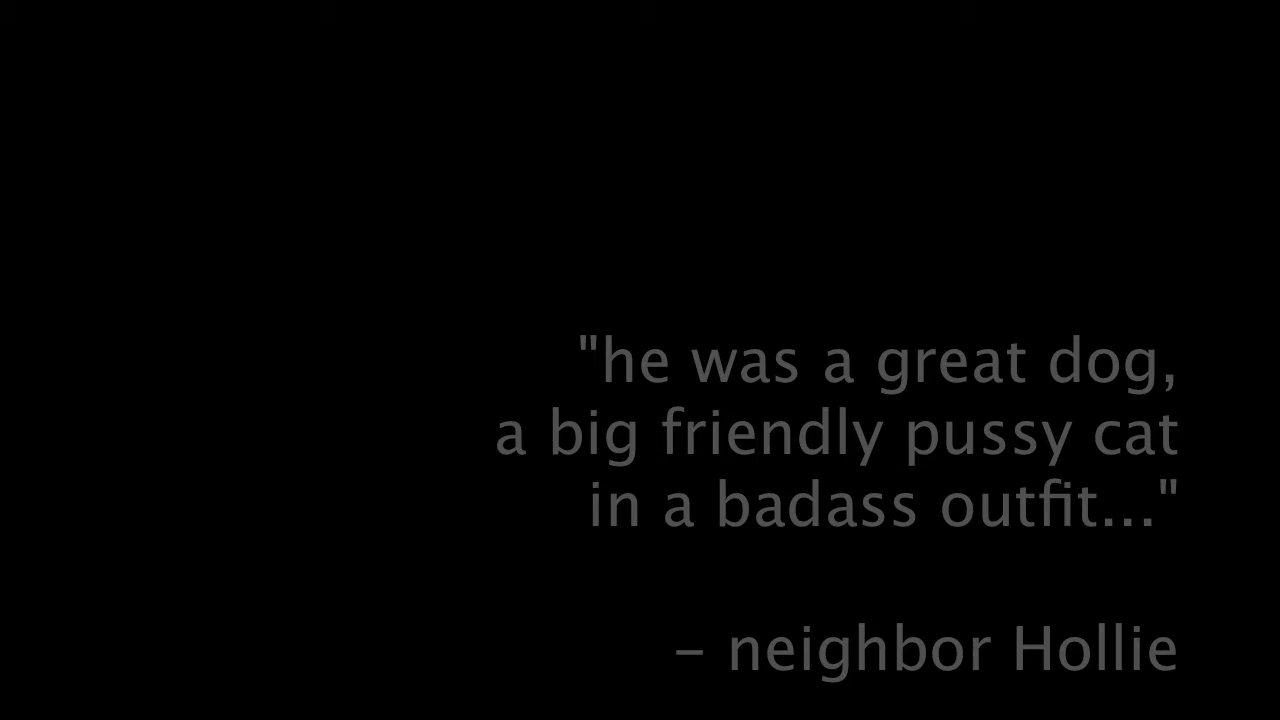 "he was a great dog,
a big friendly pussy cat
in a badass outfit..."
– neighbor Hollie